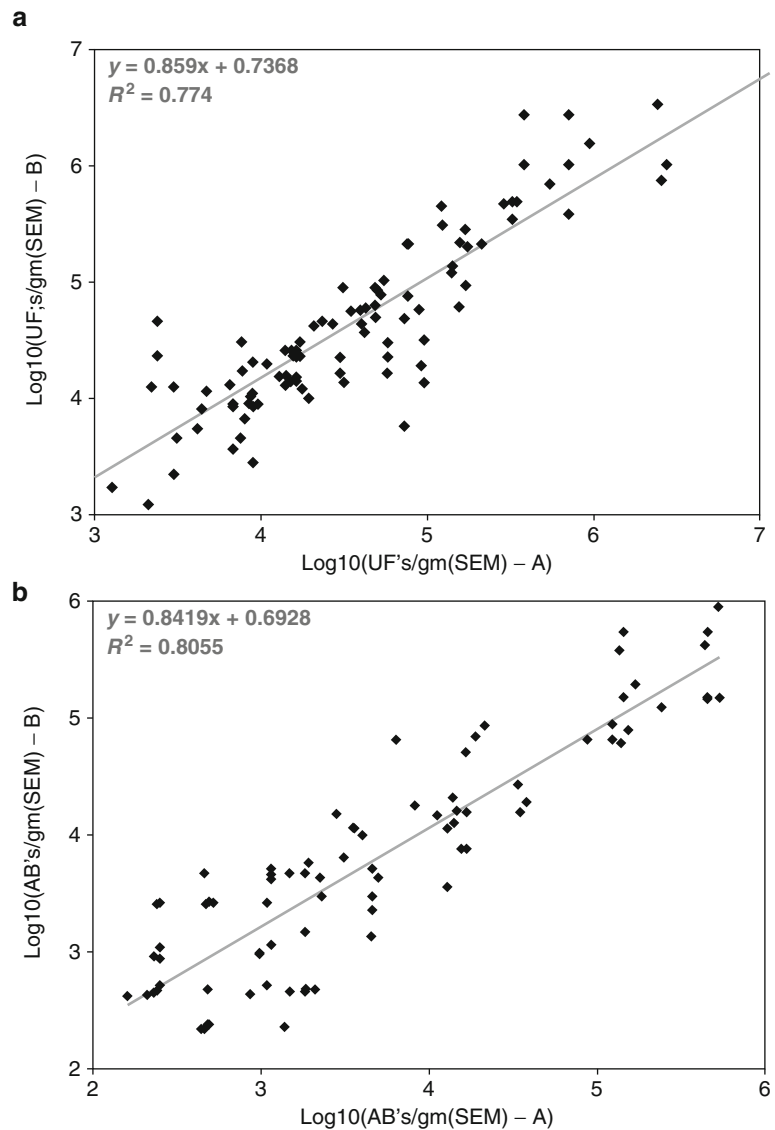 a
y = 0.859x + 0.7368
R² = 0.774
7
6
5
4
3
Log10(UF;s/gm(SEM) – B)
3 4 5 6 7
Log10(UF's/gm(SEM) – A)
b
y = 0.8419x + 0.6928
R² = 0.8055
6
5
4
3
2
Log10(AB's/gm(SEM) – B)
2 3 4 5 6
Log10(AB's/gm(SEM) – A)